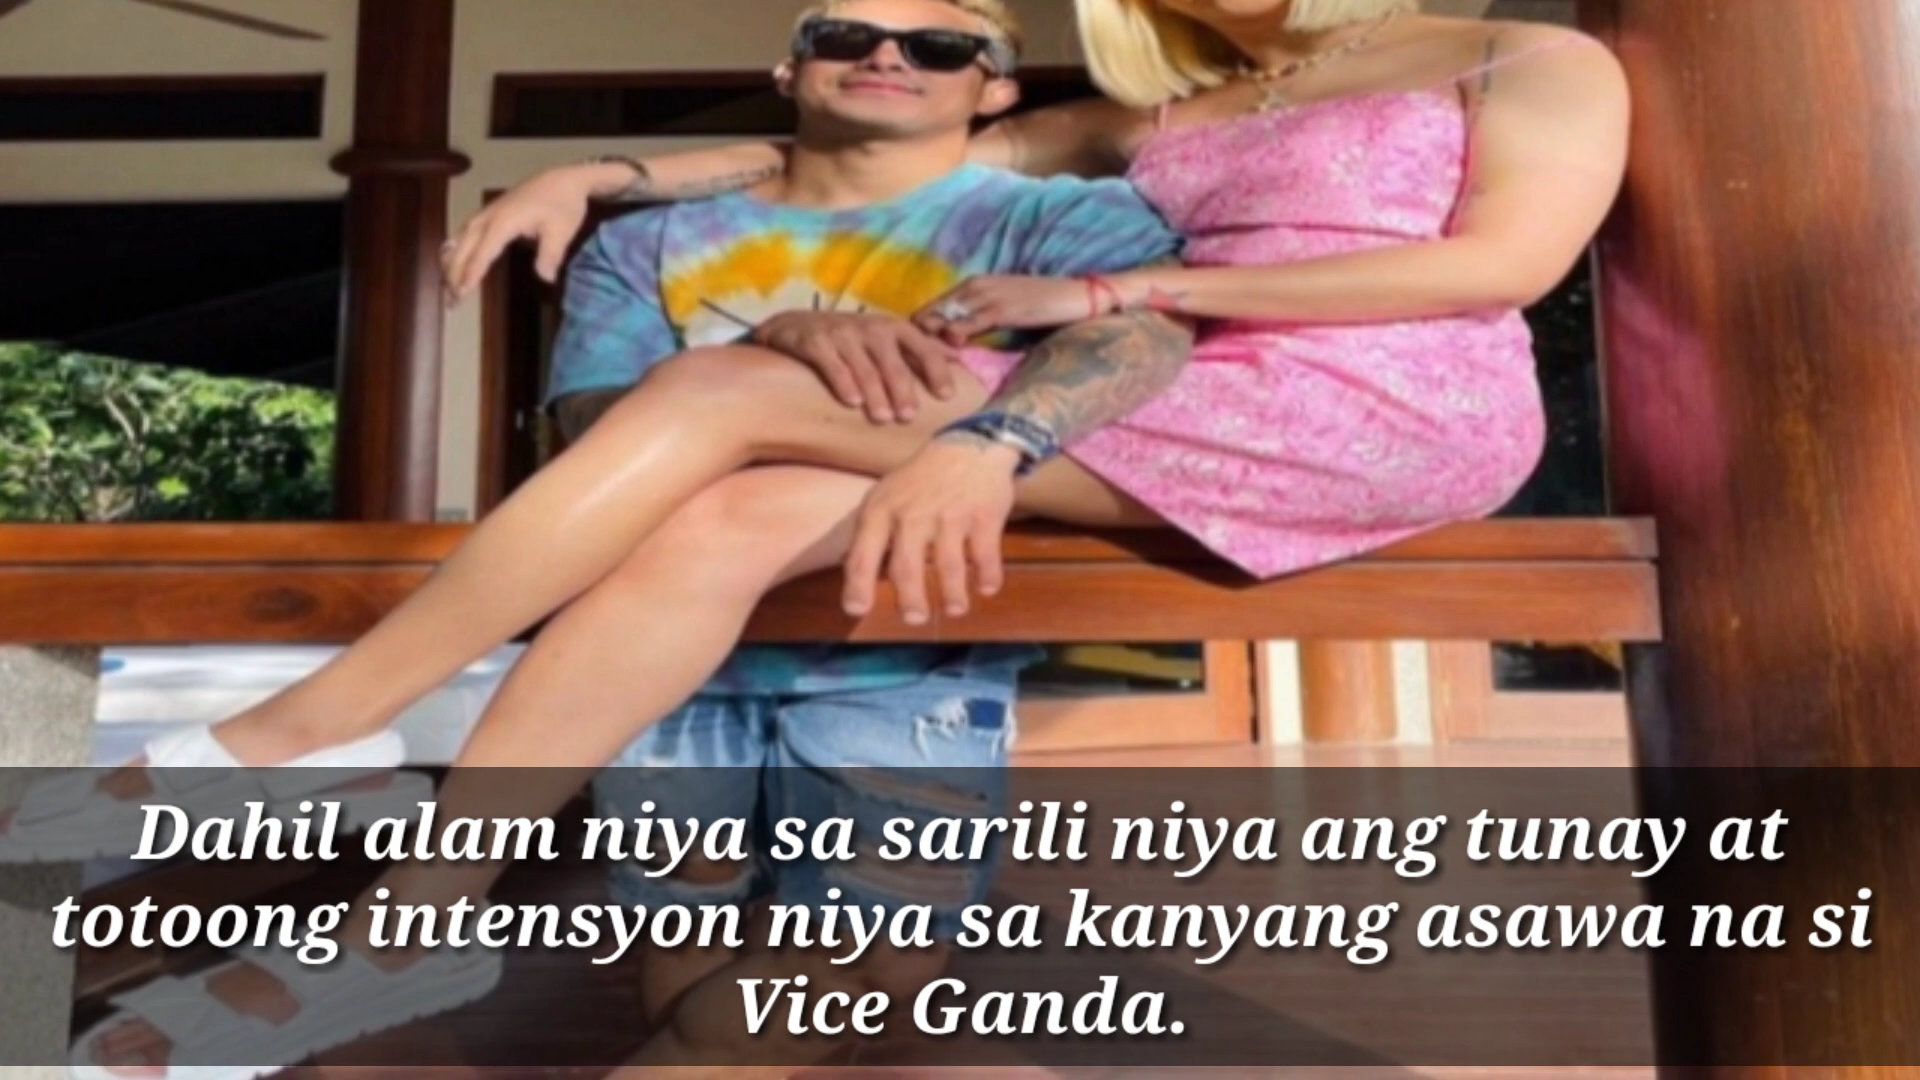 Dahil alam niya sa sarili niya ang tunay at
totoong intensyon niya sa kanyang asawa na si
Vice Ganda.